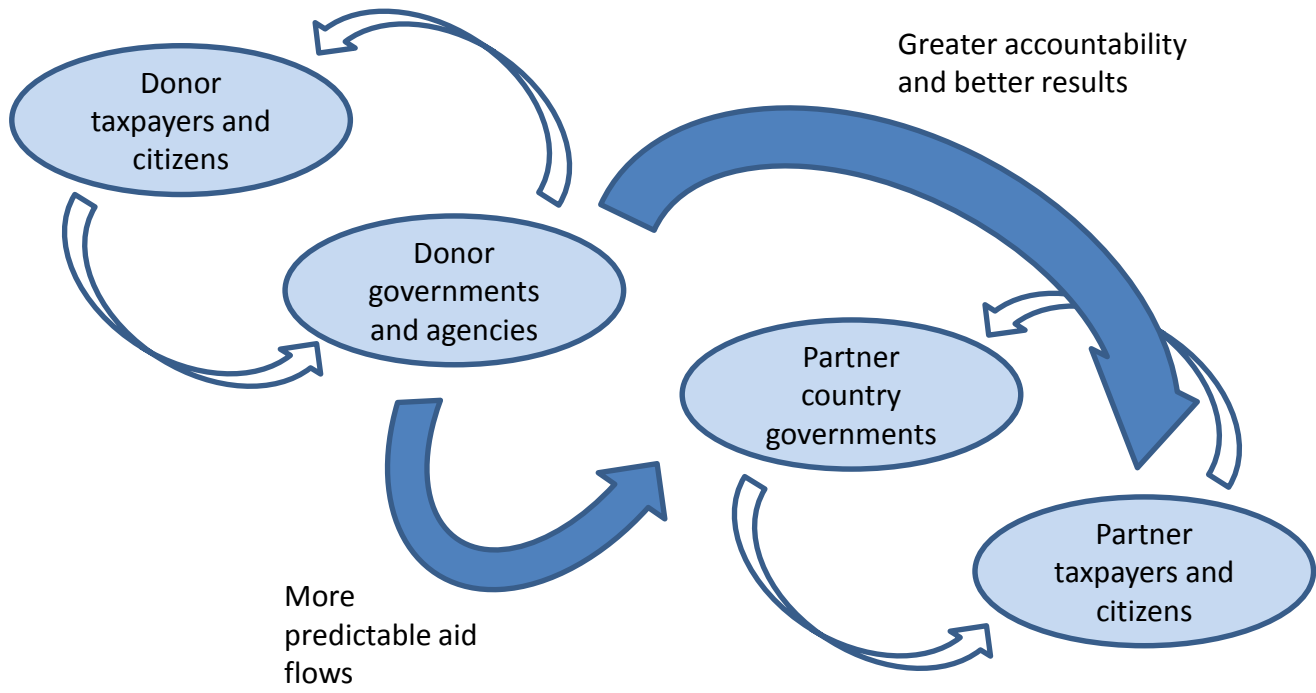 Donor
taxpayers and
citizens
Greater accountability
and better results
Donor
governments
and agencies
Partner
country
governments
Partner
taxpayers and
citizens
More
predictable aid
flows